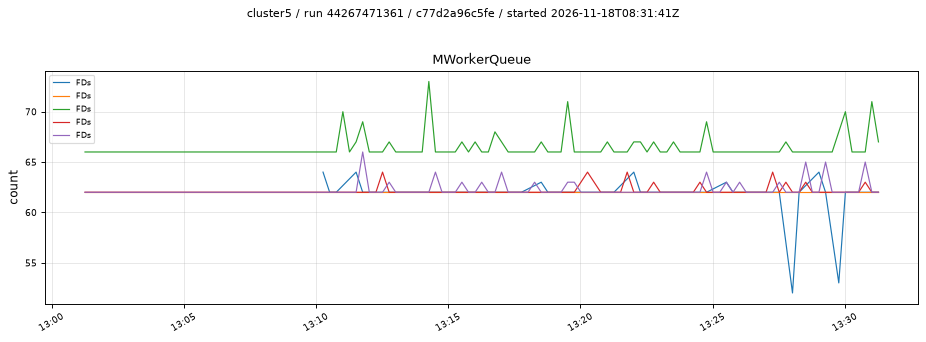 cluster5 / run 44267471361 / c77d2a96c5fe / started 2026-11-18T08:31:41Z
MWorkerQueue
FDs
FDs
FDs
FDs
FDs
count
70
65
60
55
13:00
13:05
13:10
13:15
13:20
13:25
13:30